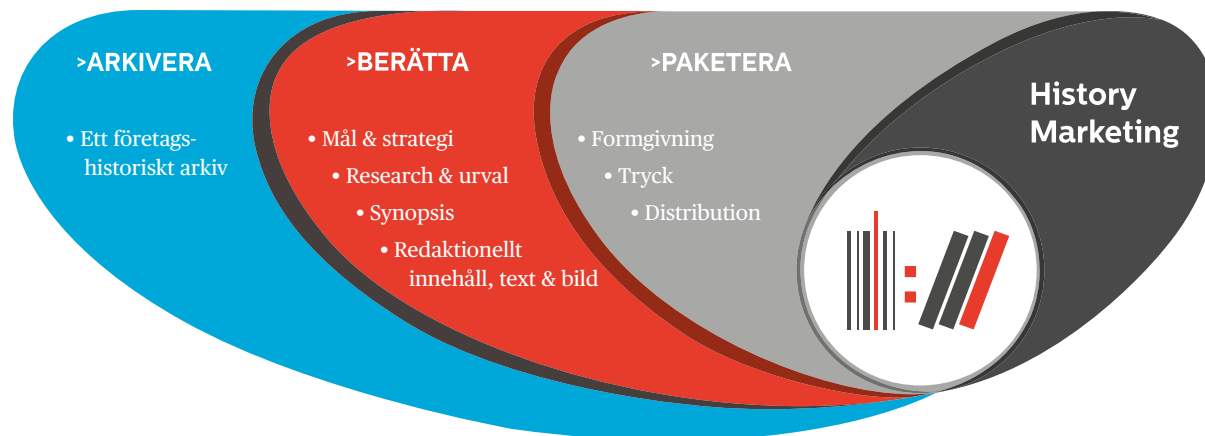 >ARKIVERA
• Ett företags-
historiskt arkiv
>BERÄTTA
• Mål & strategi
• Research & urval
• Synopsis
• Redaktionellt
innehåll, text & bild
>PAKETERA
• Formgivning
• Tryck
• Distribution
History
Marketing